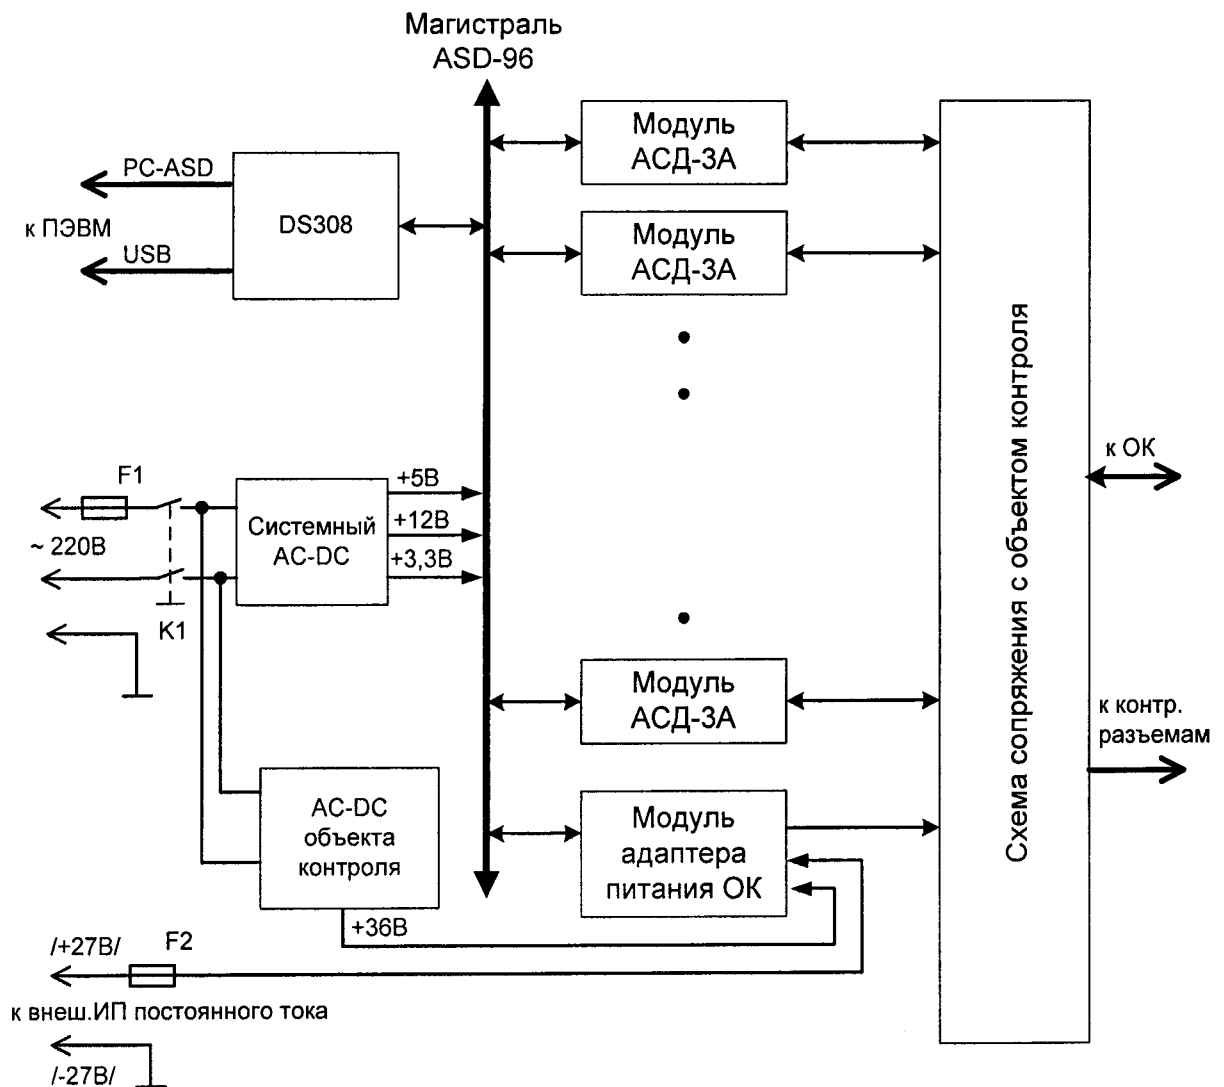 Магистраль
ASD-96
Модуль
АСД-3А
PC-ASD
к ПЭВМ
USB
DS308
Модуль
АСД-3А
F1
~ 220В
K1
Системный
AC-DC
+5В
+12В
+3,3В
Схема сопряжения с объектом контроля
к ОК
Модуль
АСД-3А
к контр.
разъемам
AC-DC
объекта
контроля
Модуль
адаптера
питания ОК
+36В
/+27В/
F2
к внеш.ИП постоянного тока
/-27В/